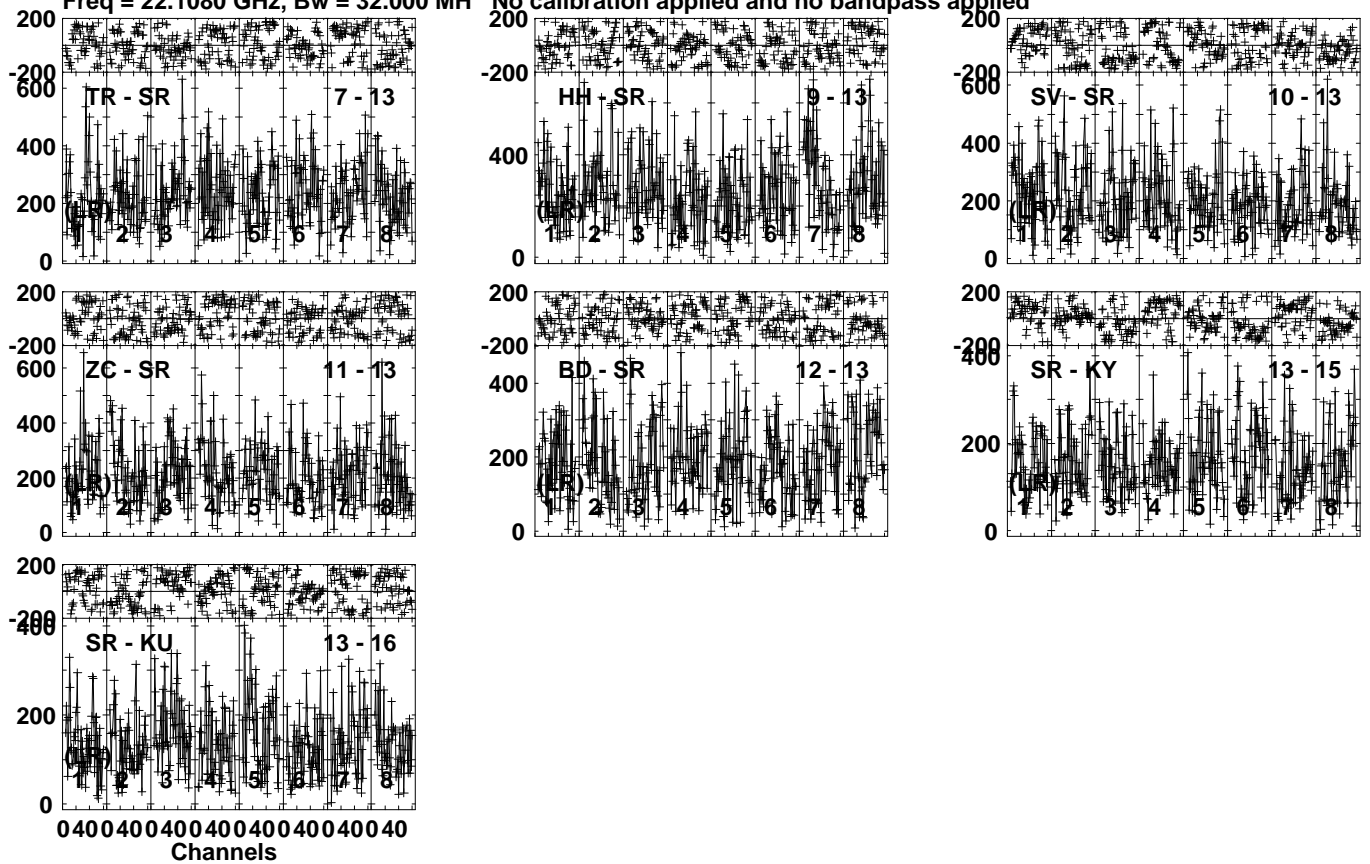 Freq = 22.1080 GHz, Bw = 32.000 MH No calibration applied and no bandpass applied
200
-200
600
400
200
0
TR - SR 7 - 13
(LR)
1 2 3 4 5 6 7 8
200
-200
400
0
HH - SR 9 - 13
(LR)
1 2 3 4 5 6 7 8
200
-200
600
400
200
0
SV - SR 10 - 13
(LR)
1 2 3 4 5 6 7 8
200
-200
600
400
200
0
ZC - SR 11 - 13
(LR)
1 2 3 4 5 6 7 8
200
-200
400
200
0
BD - SR 12 - 13
(LR)
1 2 3 4 5 6 7 8
200
-200
400
200
0
SR - KY 13 - 15
(LR)
1 2 3 4 5 6 7 8
200
-200
400
200
0
SR - KU 13 - 16
(LR)
1 2 3 4 5 6 7 8
0 40 0 40 0 40 0 40 0 40 0 40 0 40 0 40
Channels